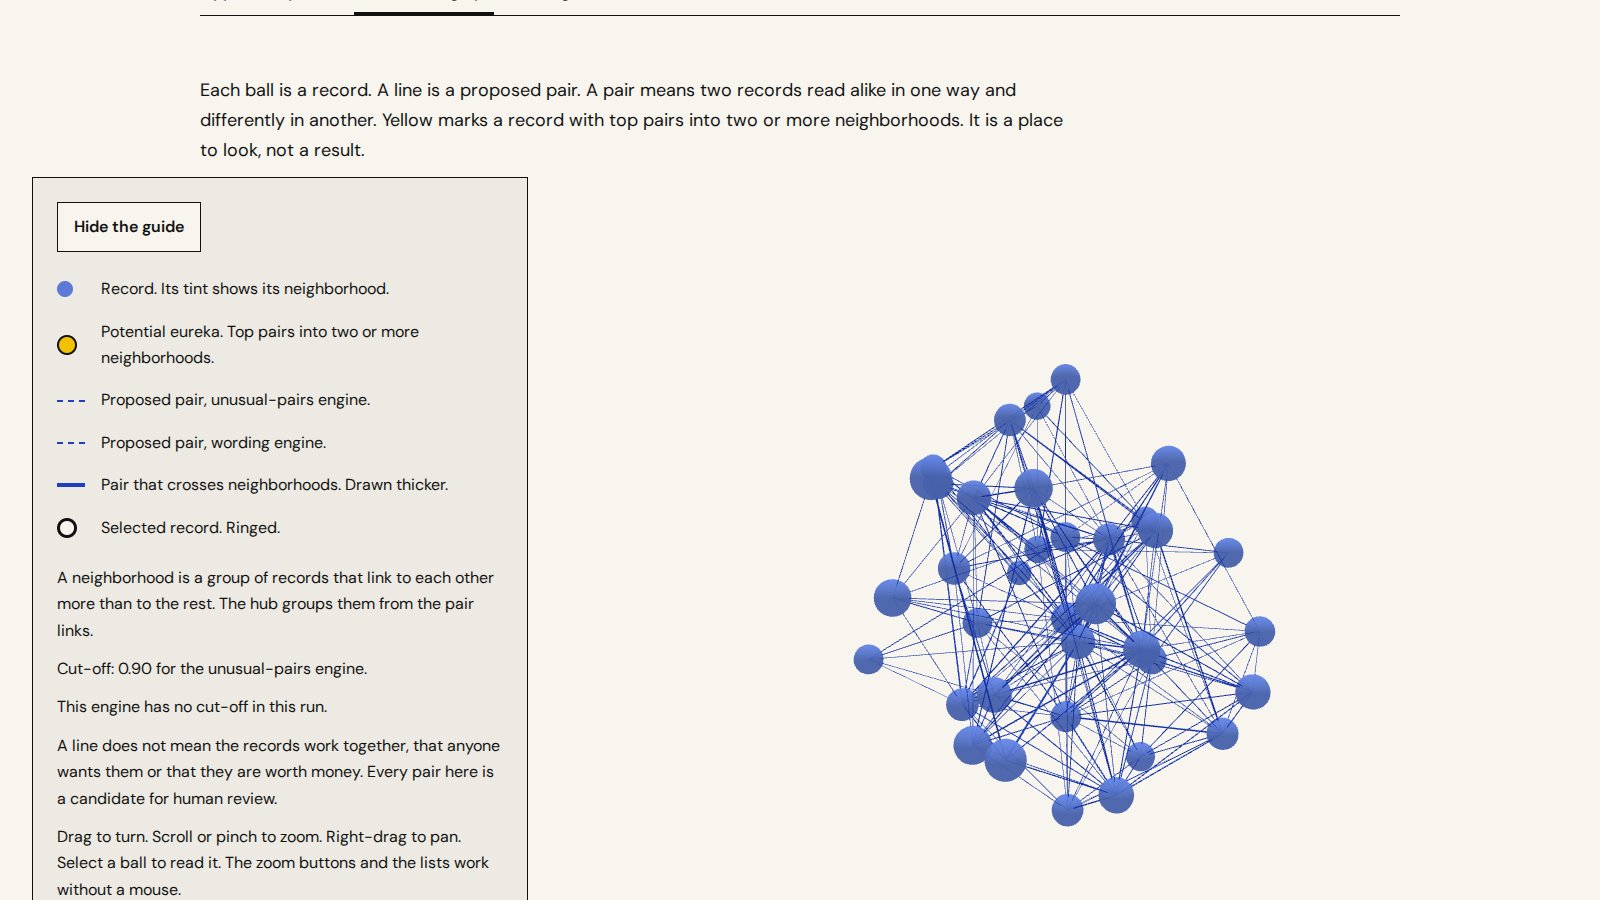 Each ball is a record. A line is a proposed pair. A pair means two records read alike in one way and
differently in another. Yellow marks a record with top pairs into two or more neighborhoods. It is a place
to look, not a result.
Hide the guide
Record. Its tint shows its neighborhood.
Potential eureka. Top pairs into two or more
neighborhoods.
Proposed pair, unusual-pairs engine.
Proposed pair, wording engine.
Pair that crosses neighborhoods. Drawn thicker.
Selected record. Ringed.
A neighborhood is a group of records that link to each other
more than to the rest. The hub groups them from the pair
links.
Cut-off: 0.90 for the unusual-pairs engine.
This engine has no cut-off in this run.
A line does not mean the records work together, that anyone
wants them or that they are worth money. Every pair here is
a candidate for human review.
Drag to turn. Scroll or pinch to zoom. Right-drag to pan.
Select a ball to read it. The zoom buttons and the lists work
without a mouse.